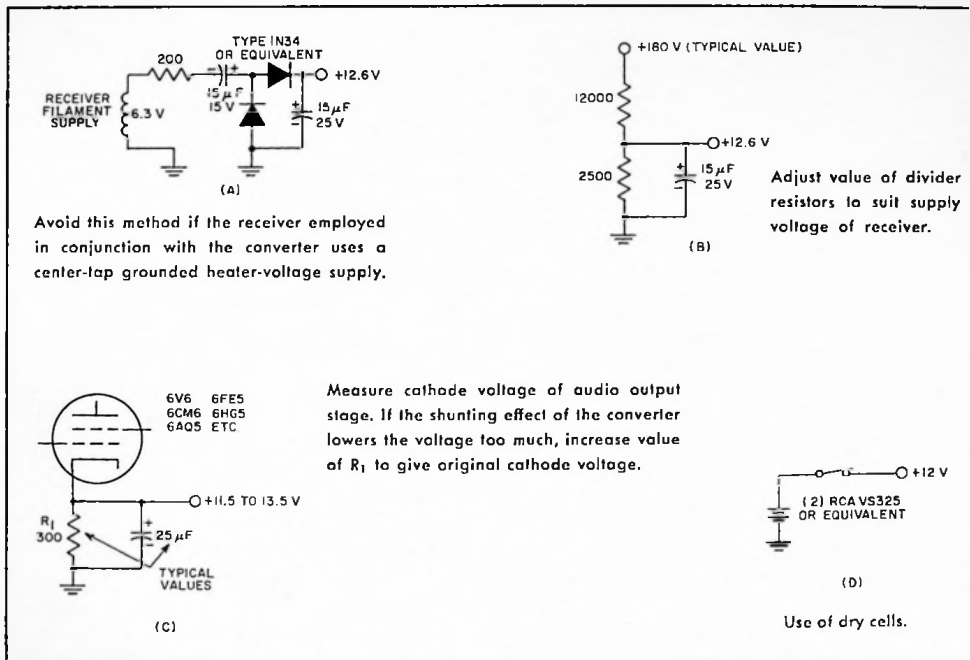 TYPE IN34
OR EQUIVALENT
200
- +
+12.6 V
15 µF
15 V
+
-
15 µF
25 V
RECEIVER
FILAMENT
SUPPLY
6.3 V
(A)
Avoid this method if the receiver employed
in conjunction with the converter uses a
center-tap grounded heater-voltage supply.
+160 V (TYPICAL VALUE)
12000
+12.6 V
2500
+
-
15 µF
25 V
(B)
Adjust value of divider
resistors to suit supply
voltage of receiver.
6V6 6FE5
6CM6 6HG5
6AQ5 ETC.
+11.5 TO 13.5 V
R1
300
+
-
25 µF
TYPICAL
VALUES
(C)
Measure cathode voltage of audio output
stage. If the shunting effect of the converter
lowers the voltage too much, increase value
of R1 to give original cathode voltage.
+12 V
(2) RCA VS325
OR EQUIVALENT
(D)
Use of dry cells.